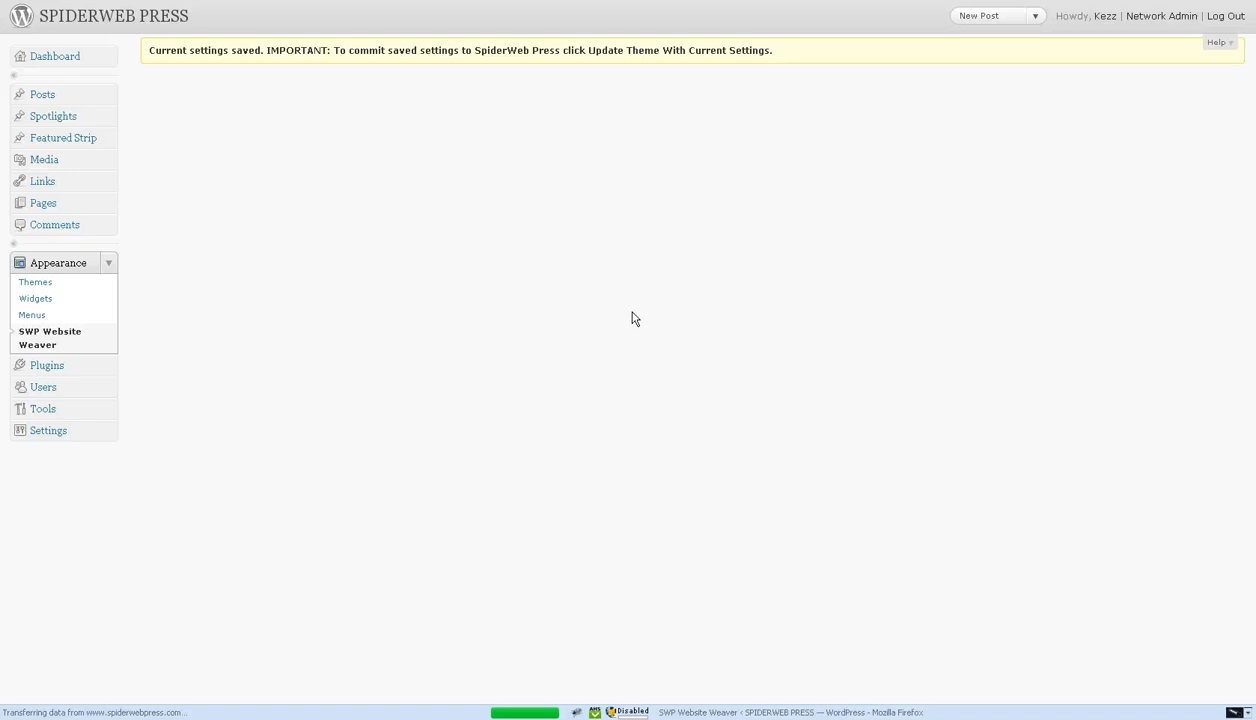 SPIDERWEB PRESS
New Post
Howdy, Kezz | Network Admin | Log Out
Help
Current settings saved. IMPORTANT: To commit saved settings to SpiderWeb Press click Update Theme With Current Settings.
Dashboard
Posts
Spotlights
Featured Strip
Media
Links
Pages
Comments
Appearance
Themes
Widgets
Menus
SWP Website
Weaver
Plugins
Users
Tools
Settings
Transferring data from www.spiderwebpress.com...
Disabled
SWP Website Weaver ‹ SPIDERWEB PRESS — WordPress - Mozilla Firefox